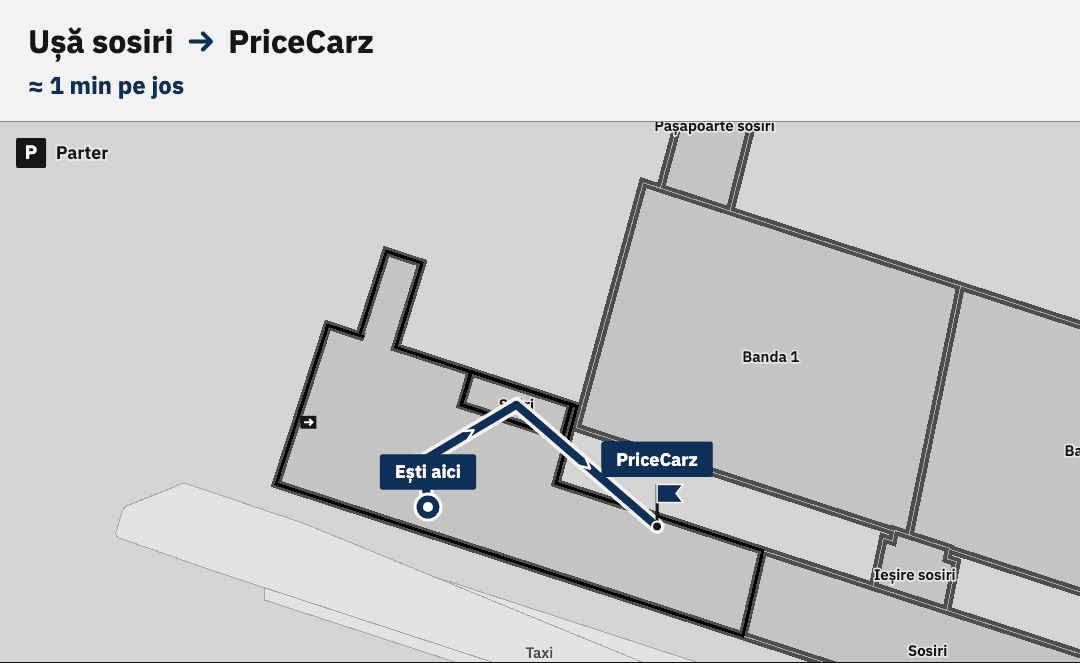 Ușă sosiri → PriceCarz
≈ 1 min pe jos
Pașapoarte sosiri
P Parter
Banda 1
PriceCarz
Ești aici
Ieșire sosiri
Sosiri
Taxi